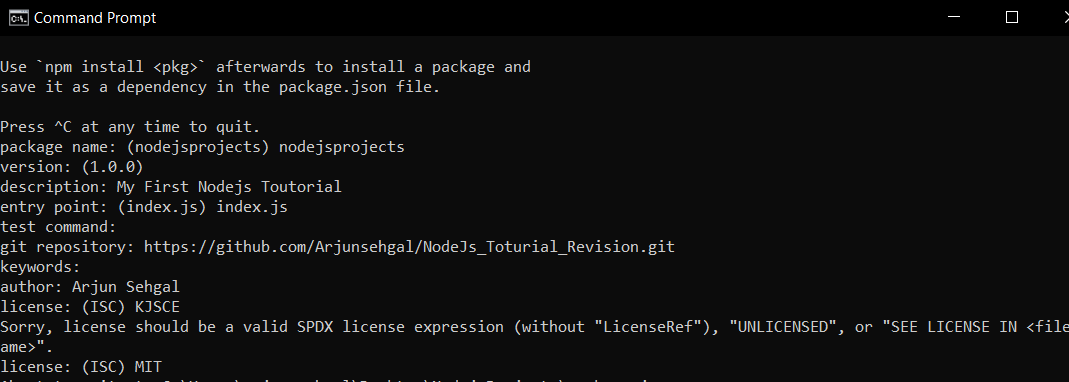 Command Prompt
Use `npm install <pkg>` afterwards to install a package and
save it as a dependency in the package.json file.
Press ^C at any time to quit.
package name: (nodejsprojects) nodejsprojects
version: (1.0.0)
description: My First Nodejs Toutorial
entry point: (index.js) index.js
test command:
git repository: https://github.com/Arjunsehgal/NodeJs_Toturial_Revision.git
keywords:
author: Arjun Sehgal
license: (ISC) KJSCE
Sorry, license should be a valid SPDX license expression (without "LicenseRef"), "UNLICENSED", or "SEE LICENSE IN <file
ame>".
license: (ISC) MIT